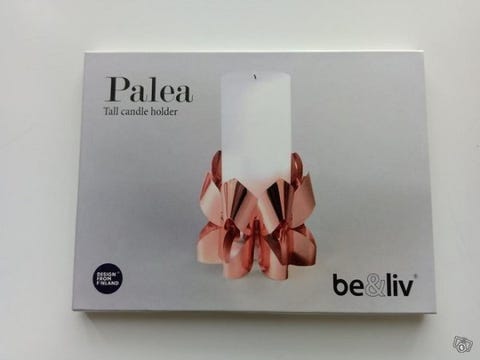 Palea
Tall candle holder
DESIGN
FROM
FINLAND
be&liv®